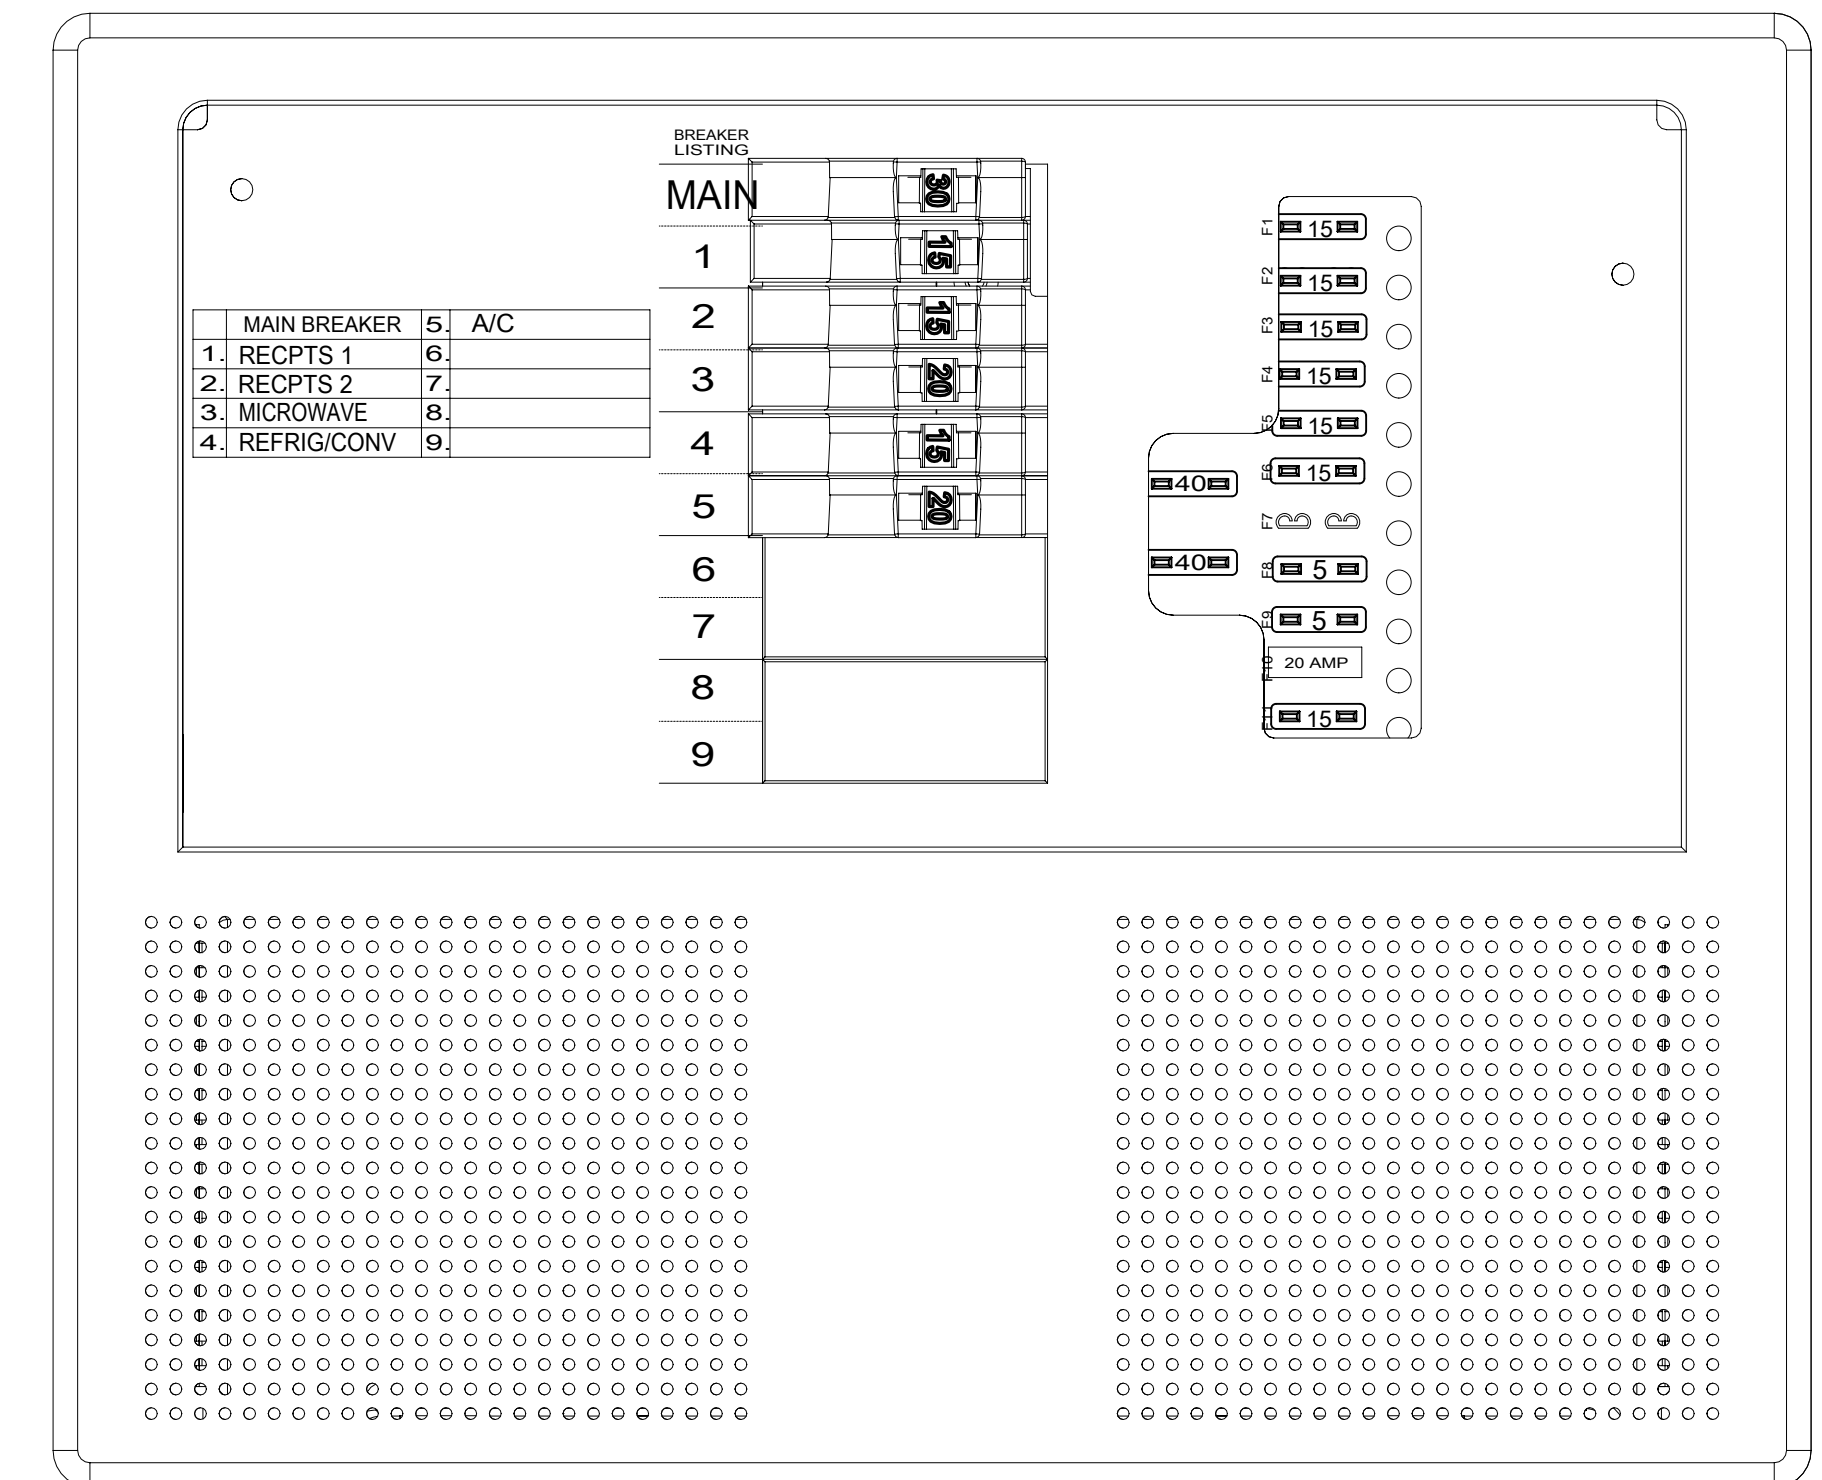 BREAKER
LISTING
MAIN 30
1 15
2 15
3 20
4 15
5 20
6
7
8
9
MAIN BREAKER 5. A/C
1. RECPTS 1 6.
2. RECPTS 2 7.
3. MICROWAVE 8.
4. REFRIG/CONV 9.
40
40
F1 15
F2 15
F3 15
F4 15
F5 15
F6 15
F7
F8 5
F9 5
F10 20 AMP
F11 15